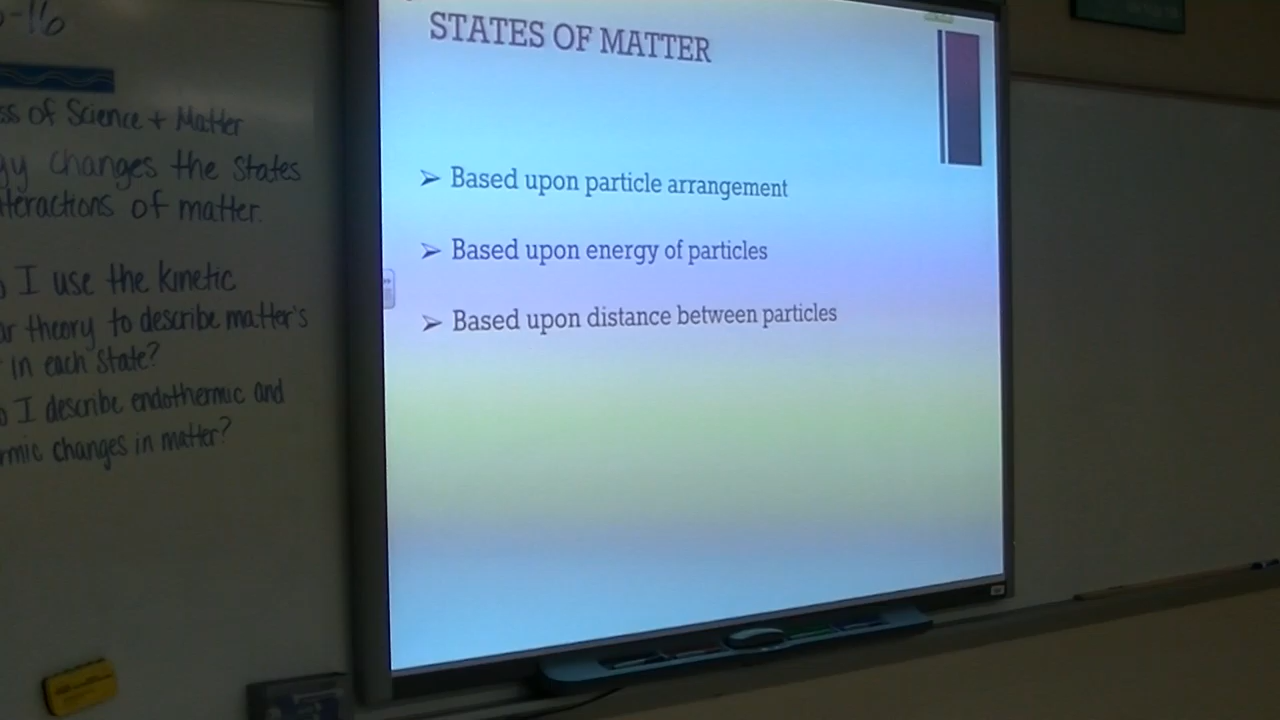 -16
ss of Science + Matter
gy changes the States
nteractions of matter.
I use the kinetic
ar theory to describe matter's
in each state?
I describe endothermic and
rmic changes in matter?
STATES OF MATTER
➢ Based upon particle arrangement
➢ Based upon energy of particles
➢ Based upon distance between particles